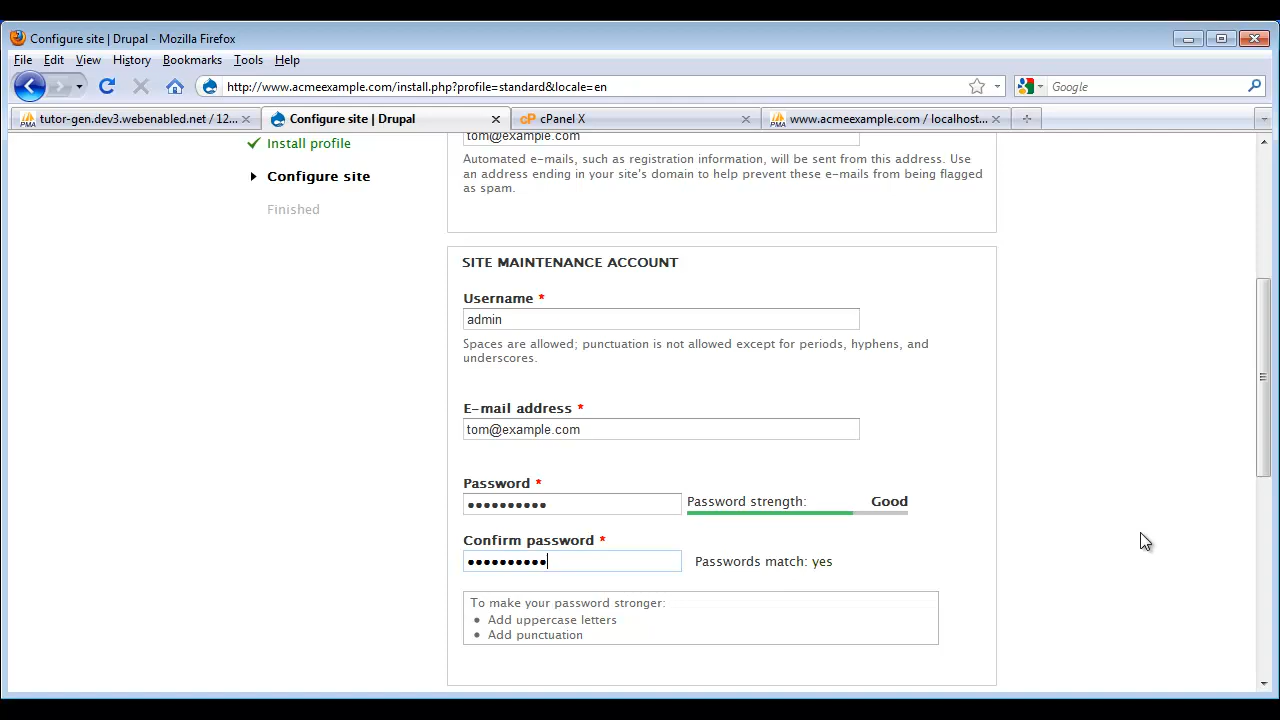 Configure site | Drupal - Mozilla Firefox
File Edit View History Bookmarks Tools Help
http://www.acmeexample.com/install.php?profile=standard&locale=en
Google
PMA tutor-gen.dev3.webenabled.net / 12...
Configure site | Drupal
cP cPanel X
PMA www.acmeexample.com / localhost...
Install profile
Configure site
Finished
tom@example.com
Automated e-mails, such as registration information, will be sent from this address. Use
an address ending in your site's domain to help prevent these e-mails from being flagged
as spam.
SITE MAINTENANCE ACCOUNT
Username *
admin
Spaces are allowed; punctuation is not allowed except for periods, hyphens, and
underscores.
E-mail address *
tom@example.com
Password *
Password strength: Good
Confirm password *
Passwords match: yes
To make your password stronger:
Add uppercase letters
Add punctuation